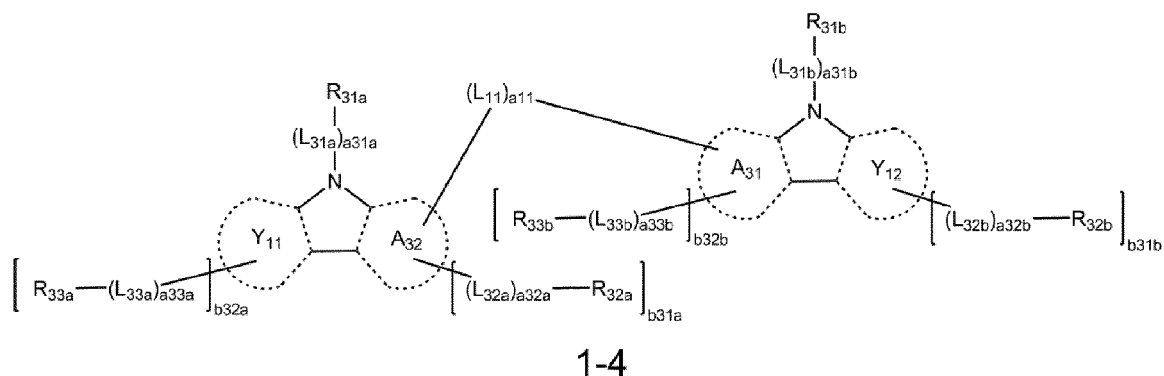 R31b
(L31b)a31b
N
R31a
(L11)a11
(L31a)a31a
N
A31
Y12
[ R33b—(L33b)a33b ]b32b
[ (L32b)a32b—R32b ]b31b
Y11
A32
[ R33a—(L33a)a33a ]b32a
[ (L32a)a32a—R32a ]b31a
1-4